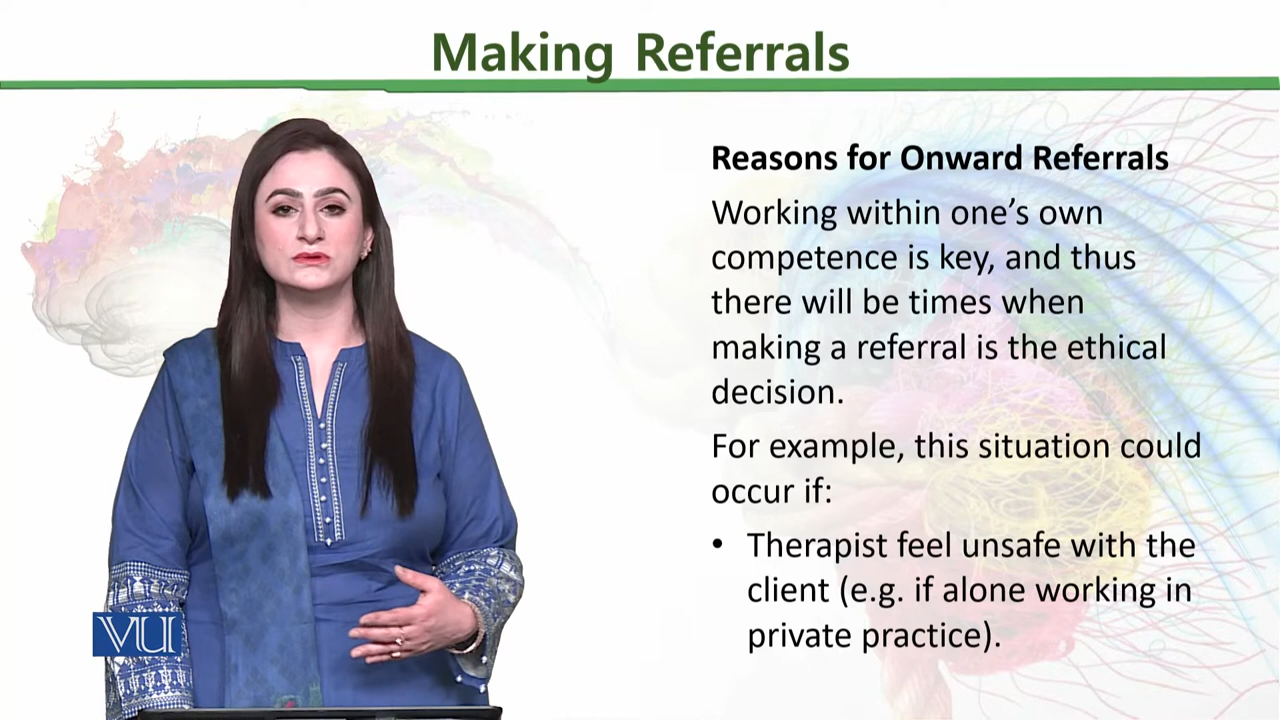 Making Referrals
Reasons for Onward Referrals
Working within one’s own
competence is key, and thus
there will be times when
making a referral is the ethical
decision.
For example, this situation could
occur if:
• Therapist feel unsafe with the
client (e.g. if alone working in
private practice).
VU